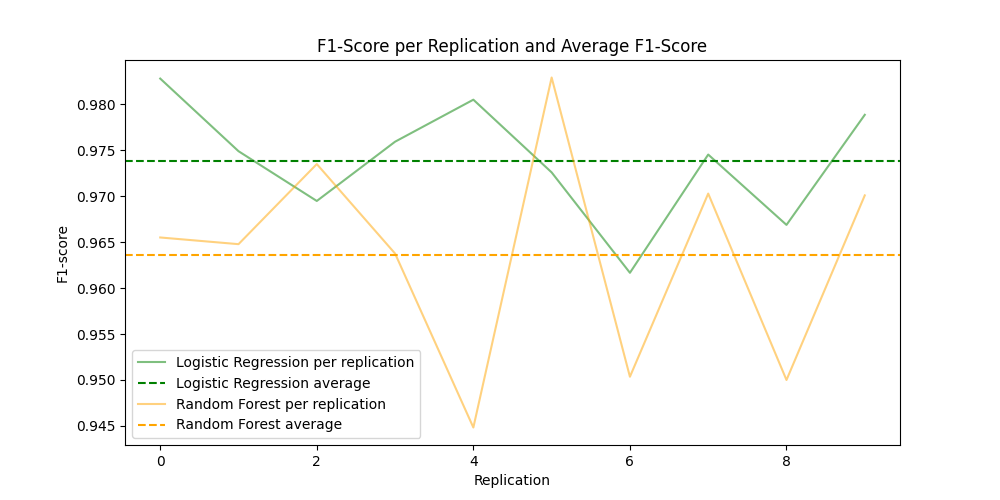 F1-Score per Replication and Average F1-Score
F1-score
0.980
0.975
0.970
0.965
0.960
0.955
0.950
0.945
Logistic Regression per replication
Logistic Regression average
Random Forest per replication
Random Forest average
0 2 4 6 8
Replication